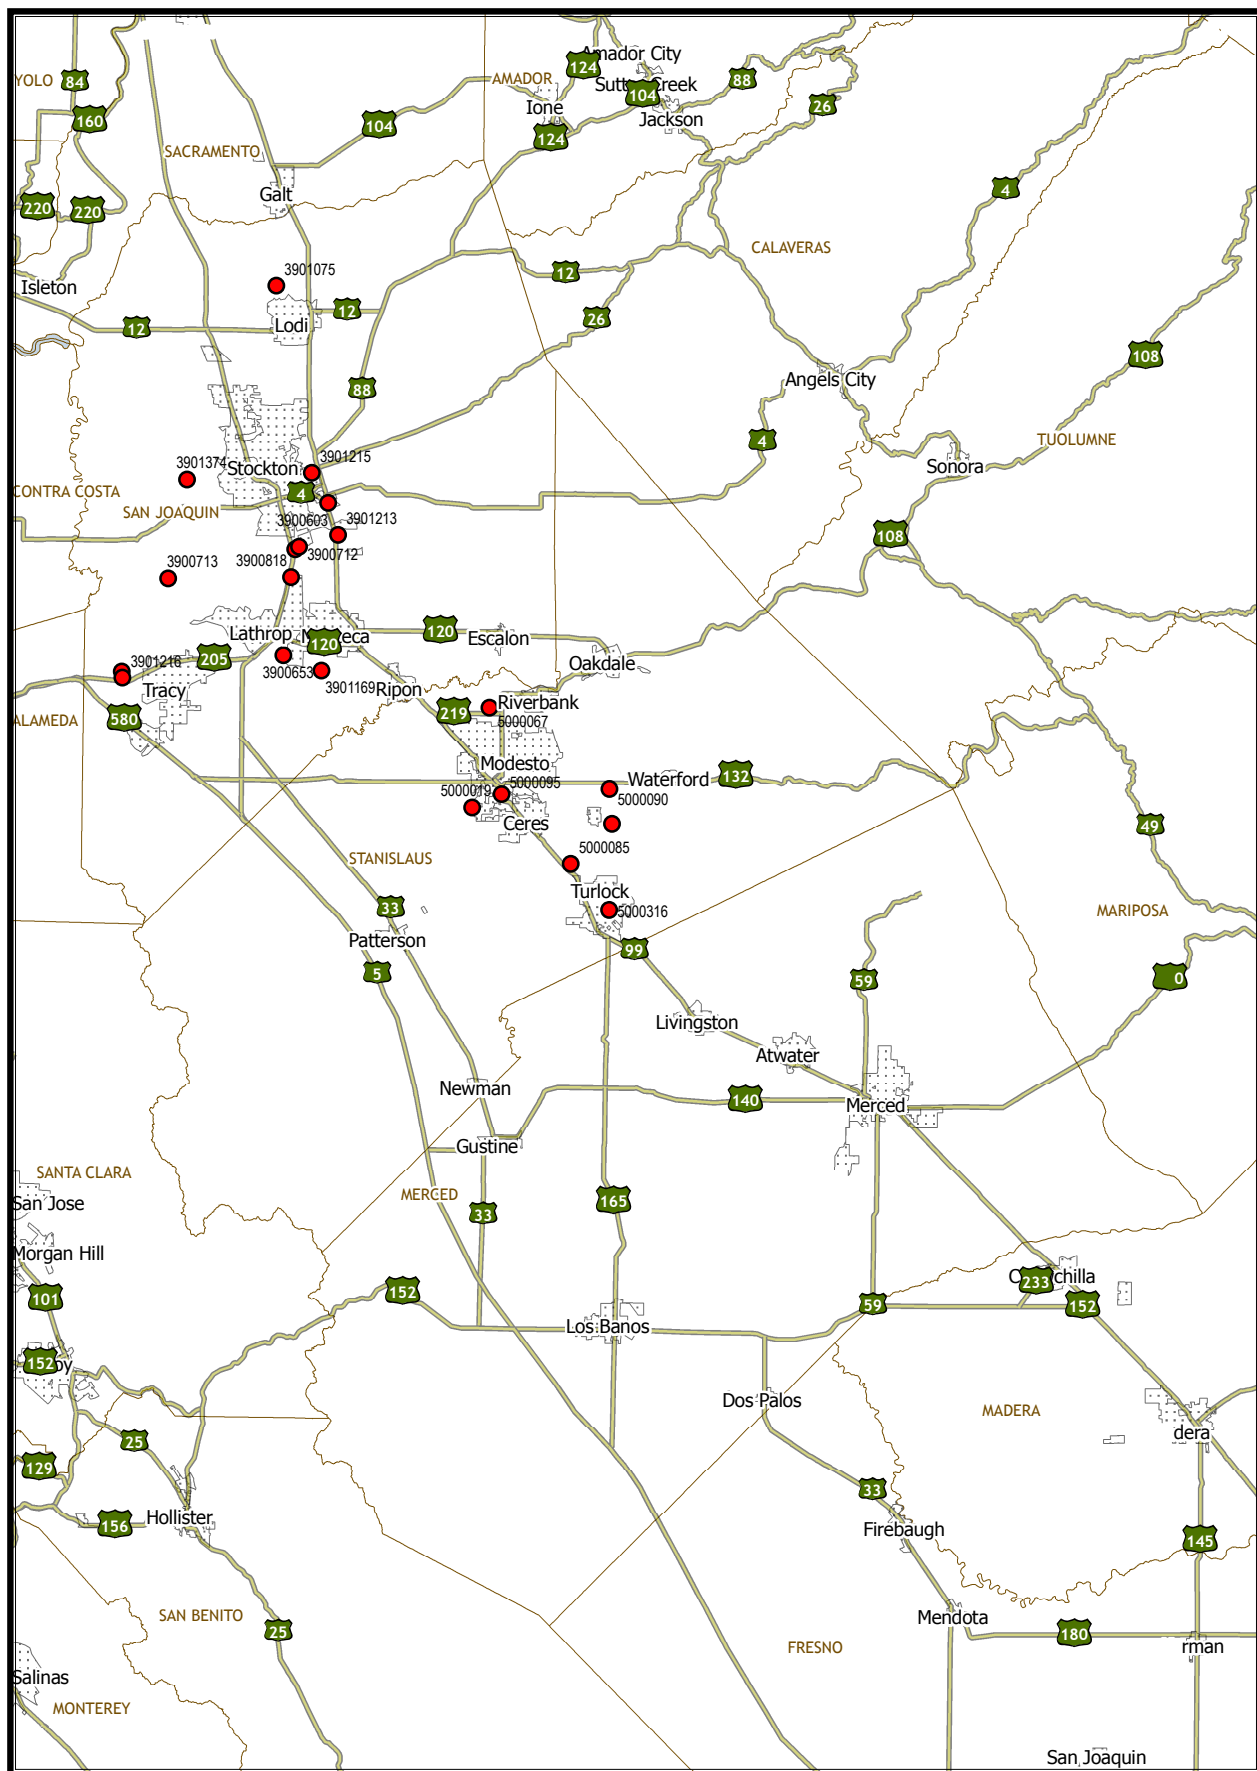 Amador City
124
YOLO
84
AMADOR
88
Sutter Creek
104
26
Ione
160
104
Jackson
124
SACRAMENTO
4
Galt
220
220
CALAVERAS
3901075
12
Isleton
12
26
12
Lodi
108
Angels City
88
4
TUOLUMNE
3901215
3901374
Stockton
Sonora
CONTRA COSTA
4
SAN JOAQUIN
3900603
3901213
108
3900713
3900818
3900712
Lathrop
120
120
Escalon
205
3901216
3900653
Oakdale
3901169
Ripon
Tracy
Riverbank
ALAMEDA
580
219
5000067
Modesto
Waterford
132
5000019
5000095
5000090
Ceres
49
5000085
STANISLAUS
Turlock
33
5000316
MARIPOSA
Patterson
99
5
59
0
Livingston
Atwater
Newman
140
Merced
Gustine
SANTA CLARA
MERCED
San Jose
165
33
Morgan Hill
233
152
101
59
152
Los Banos
152
Dos Palos
MADERA
25
dera
129
33
Hollister
156
Firebaugh
145
SAN BENITO
Mendota
25
180
FRESNO
rman
Salinas
MONTEREY
San Joaquin